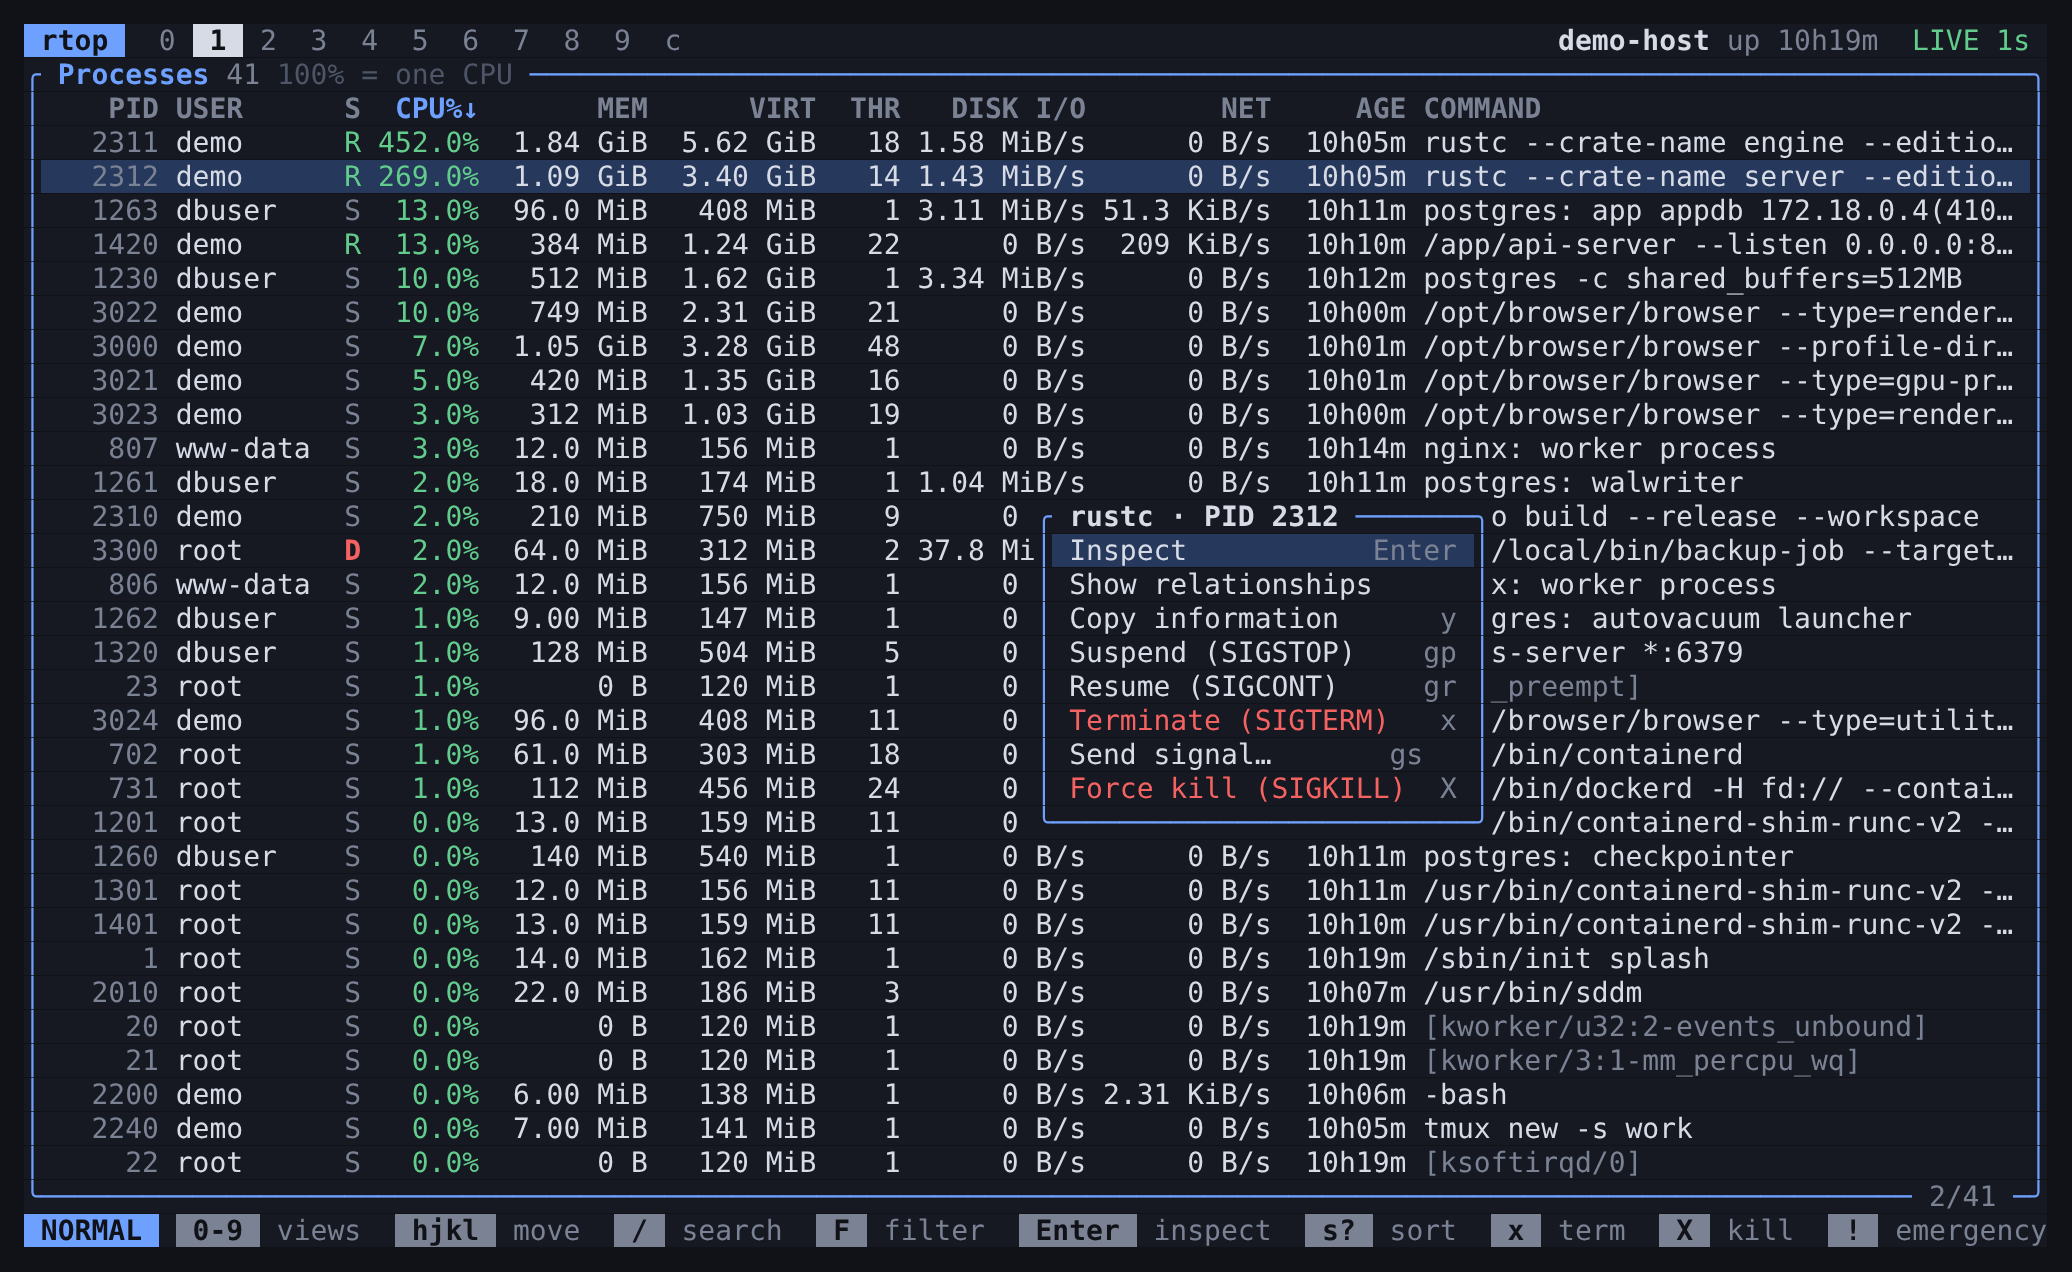 rtop 0 1 2 3 4 5 6 7 8 9 c demo-host up 10h19m LIVE 1s
Processes 41 100% = one CPU
PID USER S CPU%↓ MEM VIRT THR DISK I/O NET AGE COMMAND
2311 demo R 452.0% 1.84 GiB 5.62 GiB 18 1.58 MiB/s 0 B/s 10h05m rustc --crate-name engine --editio…
2312 demo R 269.0% 1.09 GiB 3.40 GiB 14 1.43 MiB/s 0 B/s 10h05m rustc --crate-name server --editio…
1263 dbuser S 13.0% 96.0 MiB 408 MiB 1 3.11 MiB/s 51.3 KiB/s 10h11m postgres: app appdb 172.18.0.4(410…
1420 demo R 13.0% 384 MiB 1.24 GiB 22 0 B/s 209 KiB/s 10h10m /app/api-server --listen 0.0.0.0:8…
1230 dbuser S 10.0% 512 MiB 1.62 GiB 1 3.34 MiB/s 0 B/s 10h12m postgres -c shared_buffers=512MB
3022 demo S 10.0% 749 MiB 2.31 GiB 21 0 B/s 0 B/s 10h00m /opt/browser/browser --type=render…
3000 demo S 7.0% 1.05 GiB 3.28 GiB 48 0 B/s 0 B/s 10h01m /opt/browser/browser --profile-dir…
3021 demo S 5.0% 420 MiB 1.35 GiB 16 0 B/s 0 B/s 10h01m /opt/browser/browser --type=gpu-pr…
3023 demo S 3.0% 312 MiB 1.03 GiB 19 0 B/s 0 B/s 10h00m /opt/browser/browser --type=render…
807 www-data S 3.0% 12.0 MiB 156 MiB 1 0 B/s 0 B/s 10h14m nginx: worker process
1261 dbuser S 2.0% 18.0 MiB 174 MiB 1 1.04 MiB/s 0 B/s 10h11m postgres: walwriter
2310 demo S 2.0% 210 MiB 750 MiB 9 0 rustc · PID 2312 o build --release --workspace
3300 root D 2.0% 64.0 MiB 312 MiB 2 37.8 Mi Inspect Enter /local/bin/backup-job --target…
806 www-data S 2.0% 12.0 MiB 156 MiB 1 0 Show relationships x: worker process
1262 dbuser S 1.0% 9.00 MiB 147 MiB 1 0 Copy information y gres: autovacuum launcher
1320 dbuser S 1.0% 128 MiB 504 MiB 5 0 Suspend (SIGSTOP) gp s-server *:6379
23 root S 1.0% 0 B 120 MiB 1 0 Resume (SIGCONT) gr _preempt]
3024 demo S 1.0% 96.0 MiB 408 MiB 11 0 Terminate (SIGTERM) x /browser/browser --type=utilit…
702 root S 1.0% 61.0 MiB 303 MiB 18 0 Send signal… gs /bin/containerd
731 root S 1.0% 112 MiB 456 MiB 24 0 Force kill (SIGKILL) X /bin/dockerd -H fd:// --contai…
1201 root S 0.0% 13.0 MiB 159 MiB 11 0 /bin/containerd-shim-runc-v2 -…
1260 dbuser S 0.0% 140 MiB 540 MiB 1 0 B/s 0 B/s 10h11m postgres: checkpointer
1301 root S 0.0% 12.0 MiB 156 MiB 11 0 B/s 0 B/s 10h11m /usr/bin/containerd-shim-runc-v2 -…
1401 root S 0.0% 13.0 MiB 159 MiB 11 0 B/s 0 B/s 10h10m /usr/bin/containerd-shim-runc-v2 -…
1 root S 0.0% 14.0 MiB 162 MiB 1 0 B/s 0 B/s 10h19m /sbin/init splash
2010 root S 0.0% 22.0 MiB 186 MiB 3 0 B/s 0 B/s 10h07m /usr/bin/sddm
20 root S 0.0% 0 B 120 MiB 1 0 B/s 0 B/s 10h19m [kworker/u32:2-events_unbound]
21 root S 0.0% 0 B 120 MiB 1 0 B/s 0 B/s 10h19m [kworker/3:1-mm_percpu_wq]
2200 demo S 0.0% 6.00 MiB 138 MiB 1 0 B/s 2.31 KiB/s 10h06m -bash
2240 demo S 0.0% 7.00 MiB 141 MiB 1 0 B/s 0 B/s 10h05m tmux new -s work
22 root S 0.0% 0 B 120 MiB 1 0 B/s 0 B/s 10h19m [ksoftirqd/0]
2/41
NORMAL 0-9 views hjkl move / search F filter Enter inspect s? sort x term X kill ! emergency